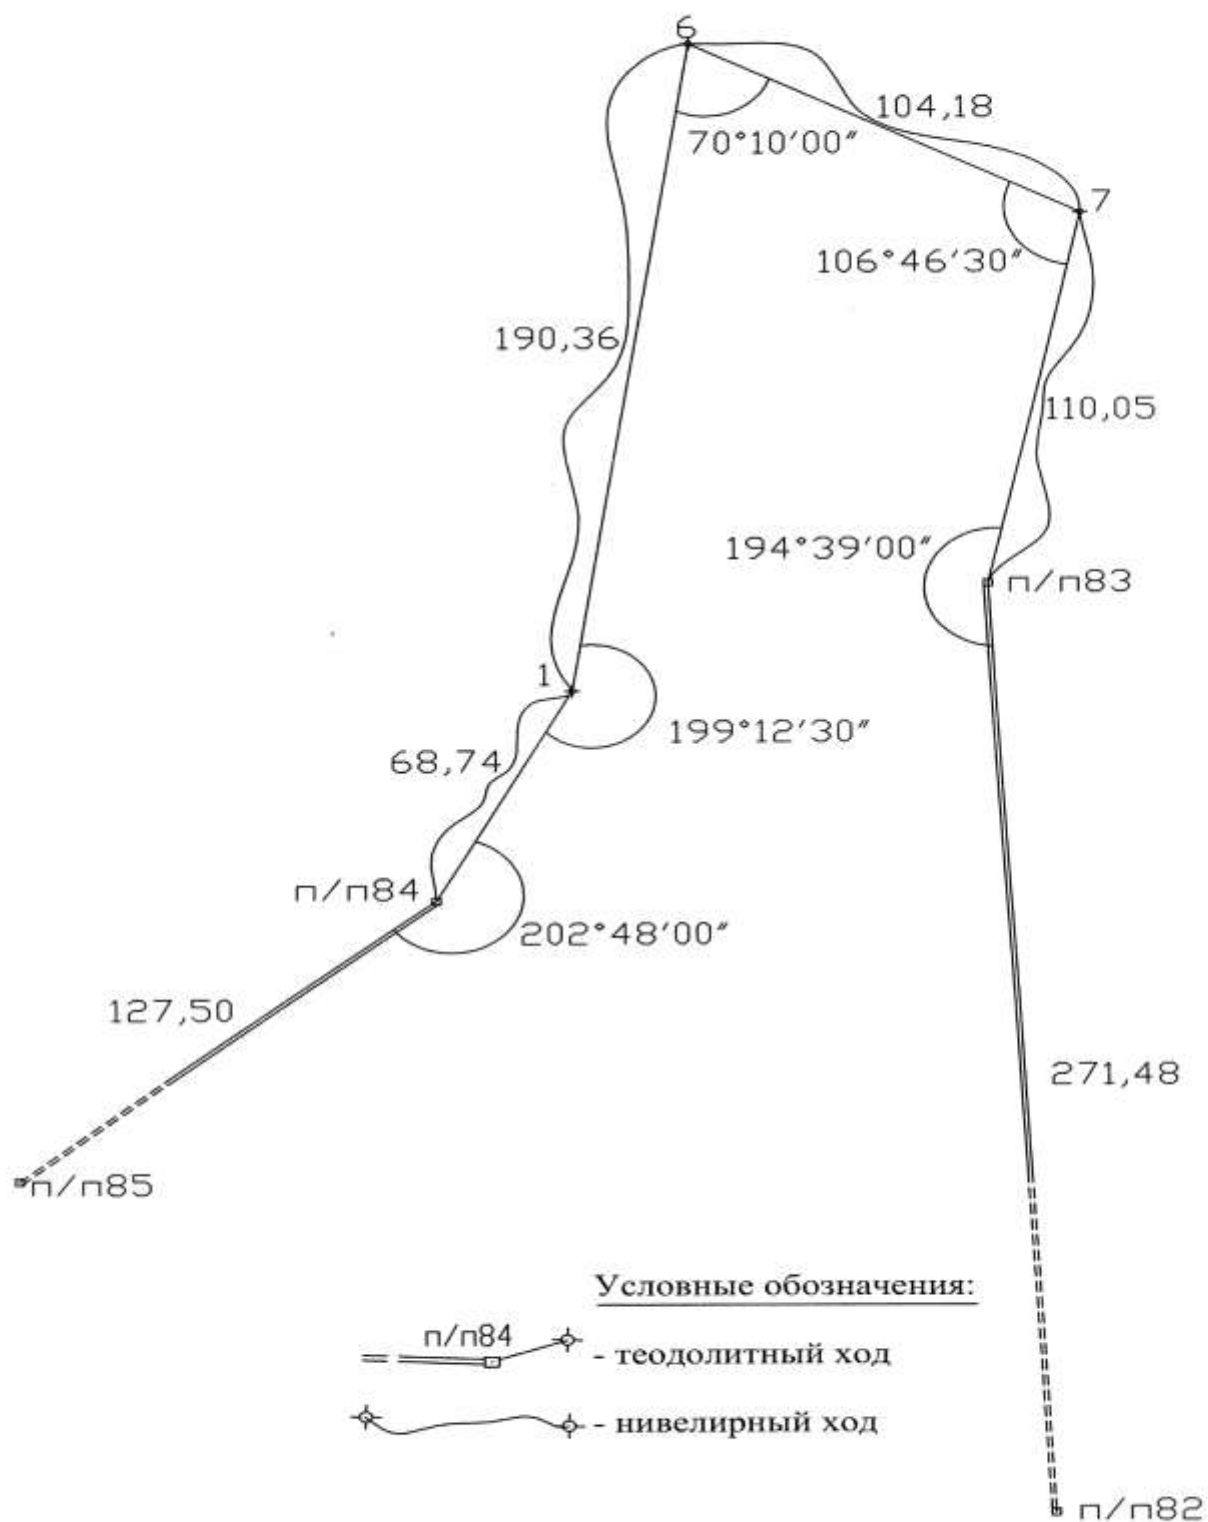 6
104,18
70°10′00″
7
106°46′30″
190,36
110,05
194°39′00″
п/п83
1
199°12′30″
68,74
п/п84
202°48′00″
127,50
271,48
п/п85
Условные обозначения:
п/п84
- теодолитный ход
- нивелирный ход
п/п82